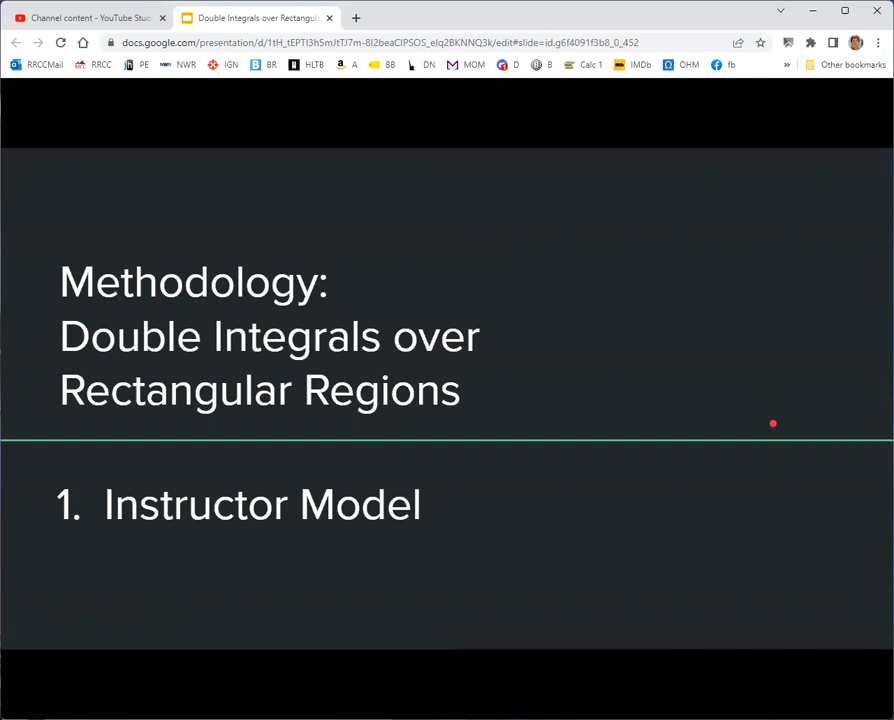 Channel content - YouTube Stud
Double Integrals over Rectangula
docs.google.com/presentation/d/1tH_tEPTI3h5mJtTJ7m-8I2beaCIPSOS_elq2BKNNQ3k/edit#slide=id.g6f4091f3b8_0_452
RRCCMail RRCC PE NWR IGN BR HLTB A BB DN MOM D B Calc 1 IMDb OHM fb » Other bookmarks
Methodology:
Double Integrals over
Rectangular Regions
1. Instructor Model